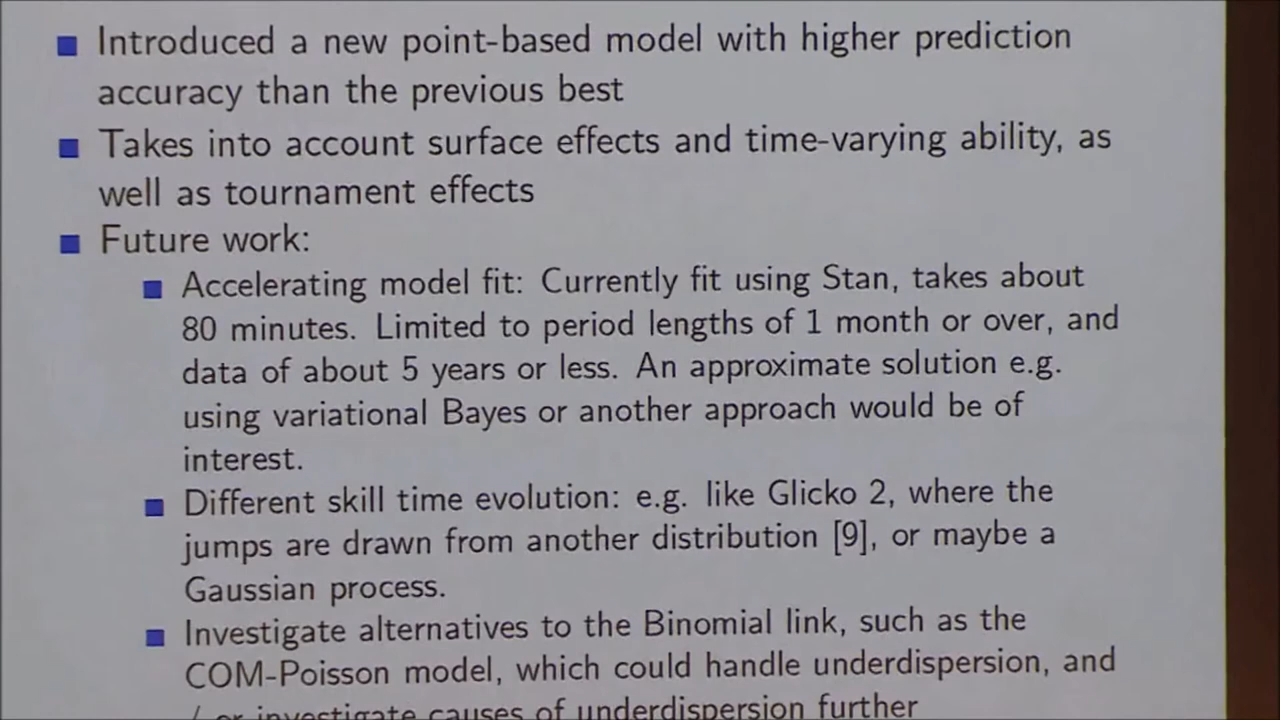 Introduced a new point-based model with higher prediction
accuracy than the previous best
Takes into account surface effects and time-varying ability, as
well as tournament effects
Future work:
Accelerating model fit: Currently fit using Stan, takes about
80 minutes. Limited to period lengths of 1 month or over, and
data of about 5 years or less. An approximate solution e.g.
using variational Bayes or another approach would be of
interest.
Different skill time evolution: e.g. like Glicko 2, where the
jumps are drawn from another distribution [9], or maybe a
Gaussian process.
Investigate alternatives to the Binomial link, such as the
COM-Poisson model, which could handle underdispersion, and
/ or investigate causes of underdispersion further